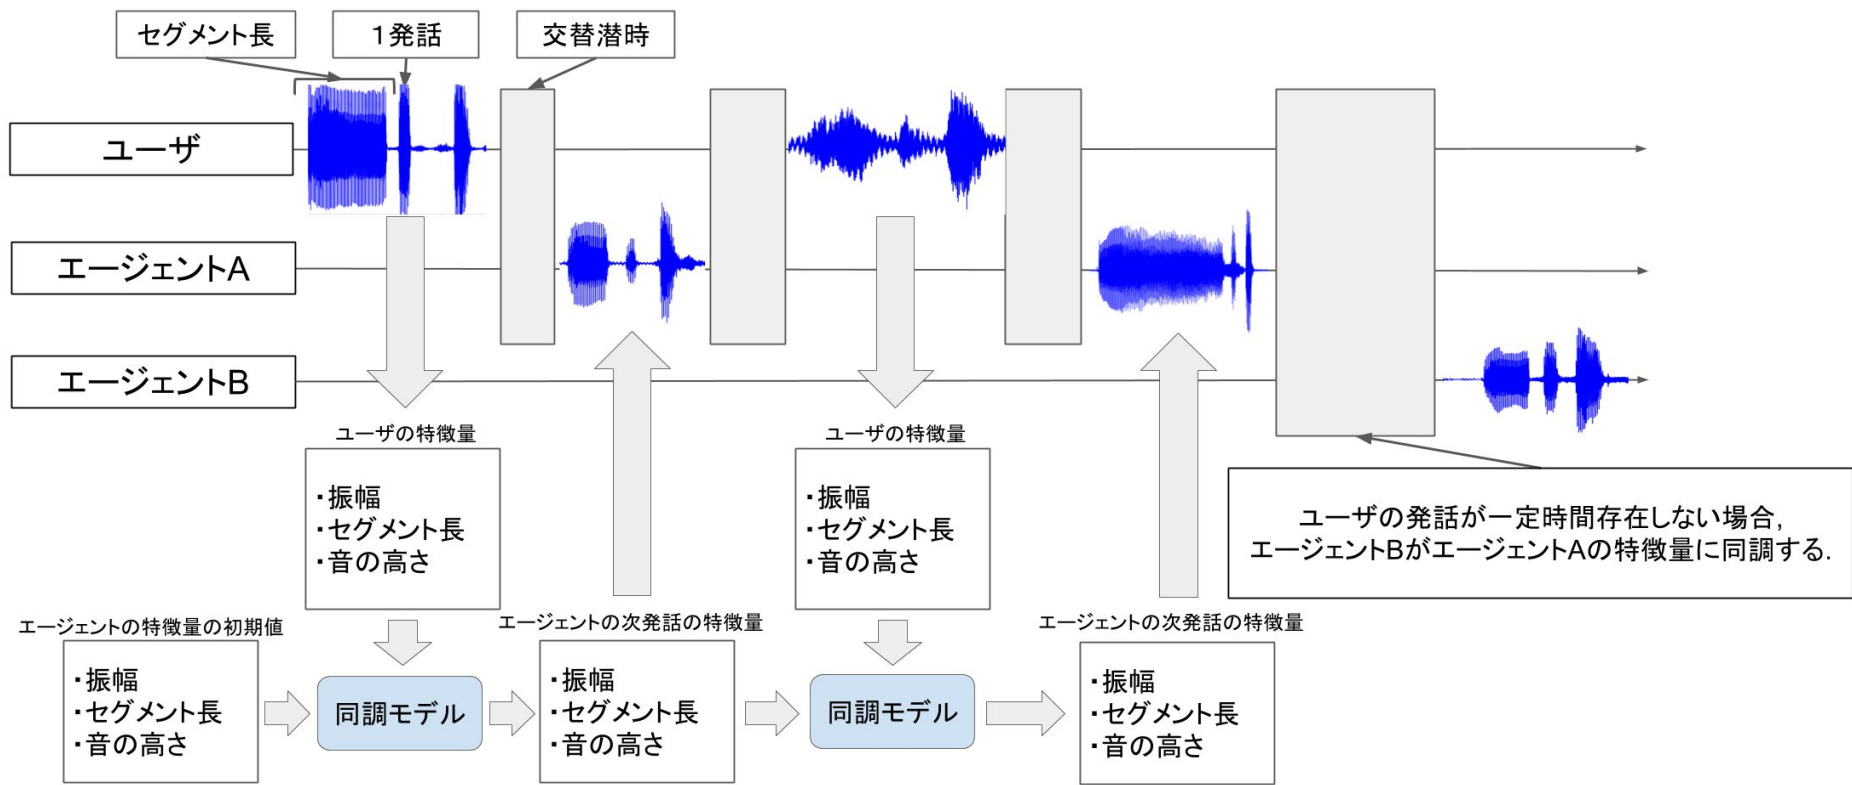 セグメント長
１発話
交替潜時
ユーザ
エージェントA
エージェントB
ユーザの特徴量
・振幅
・セグメント長
・音の高さ
ユーザの特徴量
・振幅
・セグメント長
・音の高さ
ユーザの発話が一定時間存在しない場合,
エージェントBがエージェントAの特徴量に同調する.
エージェントの特徴量の初期値
・振幅
・セグメント長
・音の高さ
同調モデル
エージェントの次発話の特徴量
・振幅
・セグメント長
・音の高さ
同調モデル
エージェントの次発話の特徴量
・振幅
・セグメント長
・音の高さ